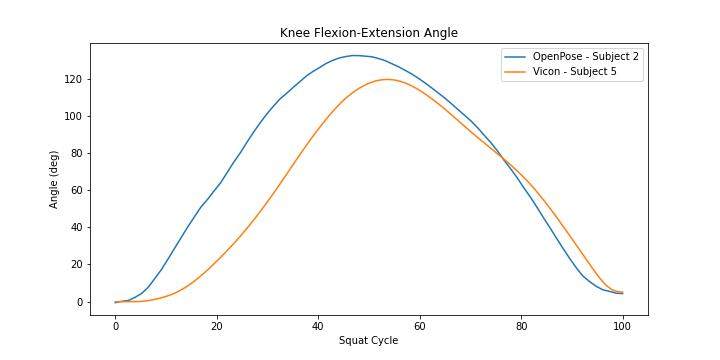 Knee Flexion-Extension Angle
OpenPose - Subject 2
Vicon - Subject 5
Angle (deg)
120
100
80
60
40
20
0
0 20 40 60 80 100
Squat Cycle